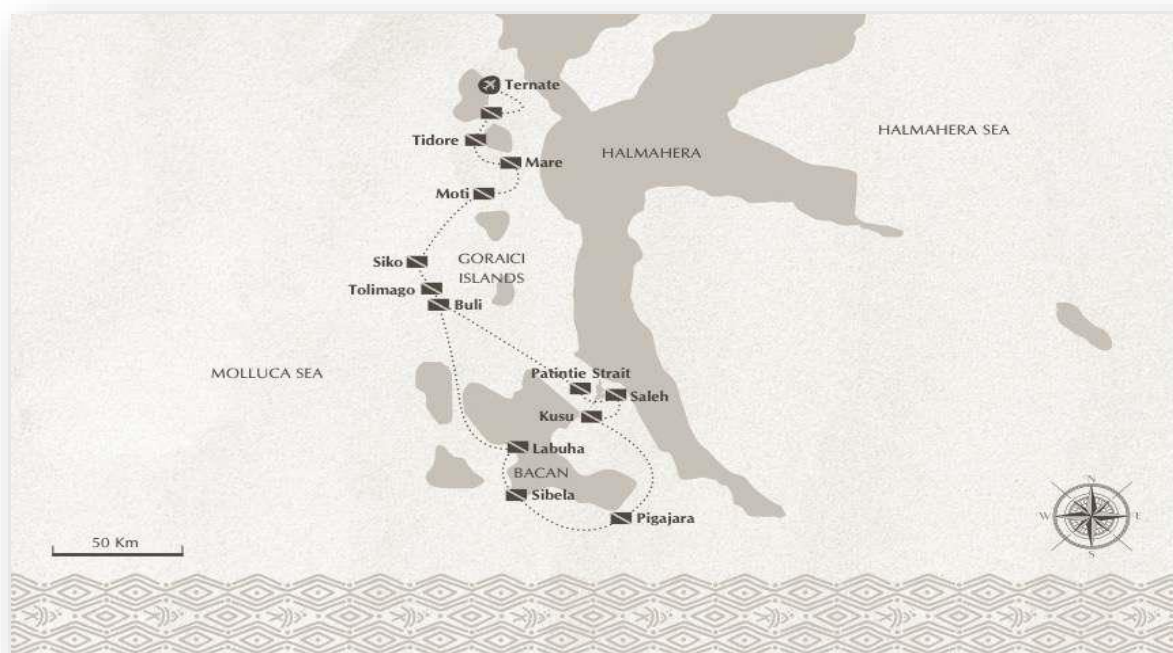 Ternate
HALMAHERA SEA
Tidore
HALMAHERA
Mare
Moti
Siko
GORAICI
ISLANDS
Tolimago
Buli
MOLLUCA SEA
Patintie Strait
Saleh
Kusu
Labuha
BACAN
Sibela
Pigajara
N
W
E
S
50 Km